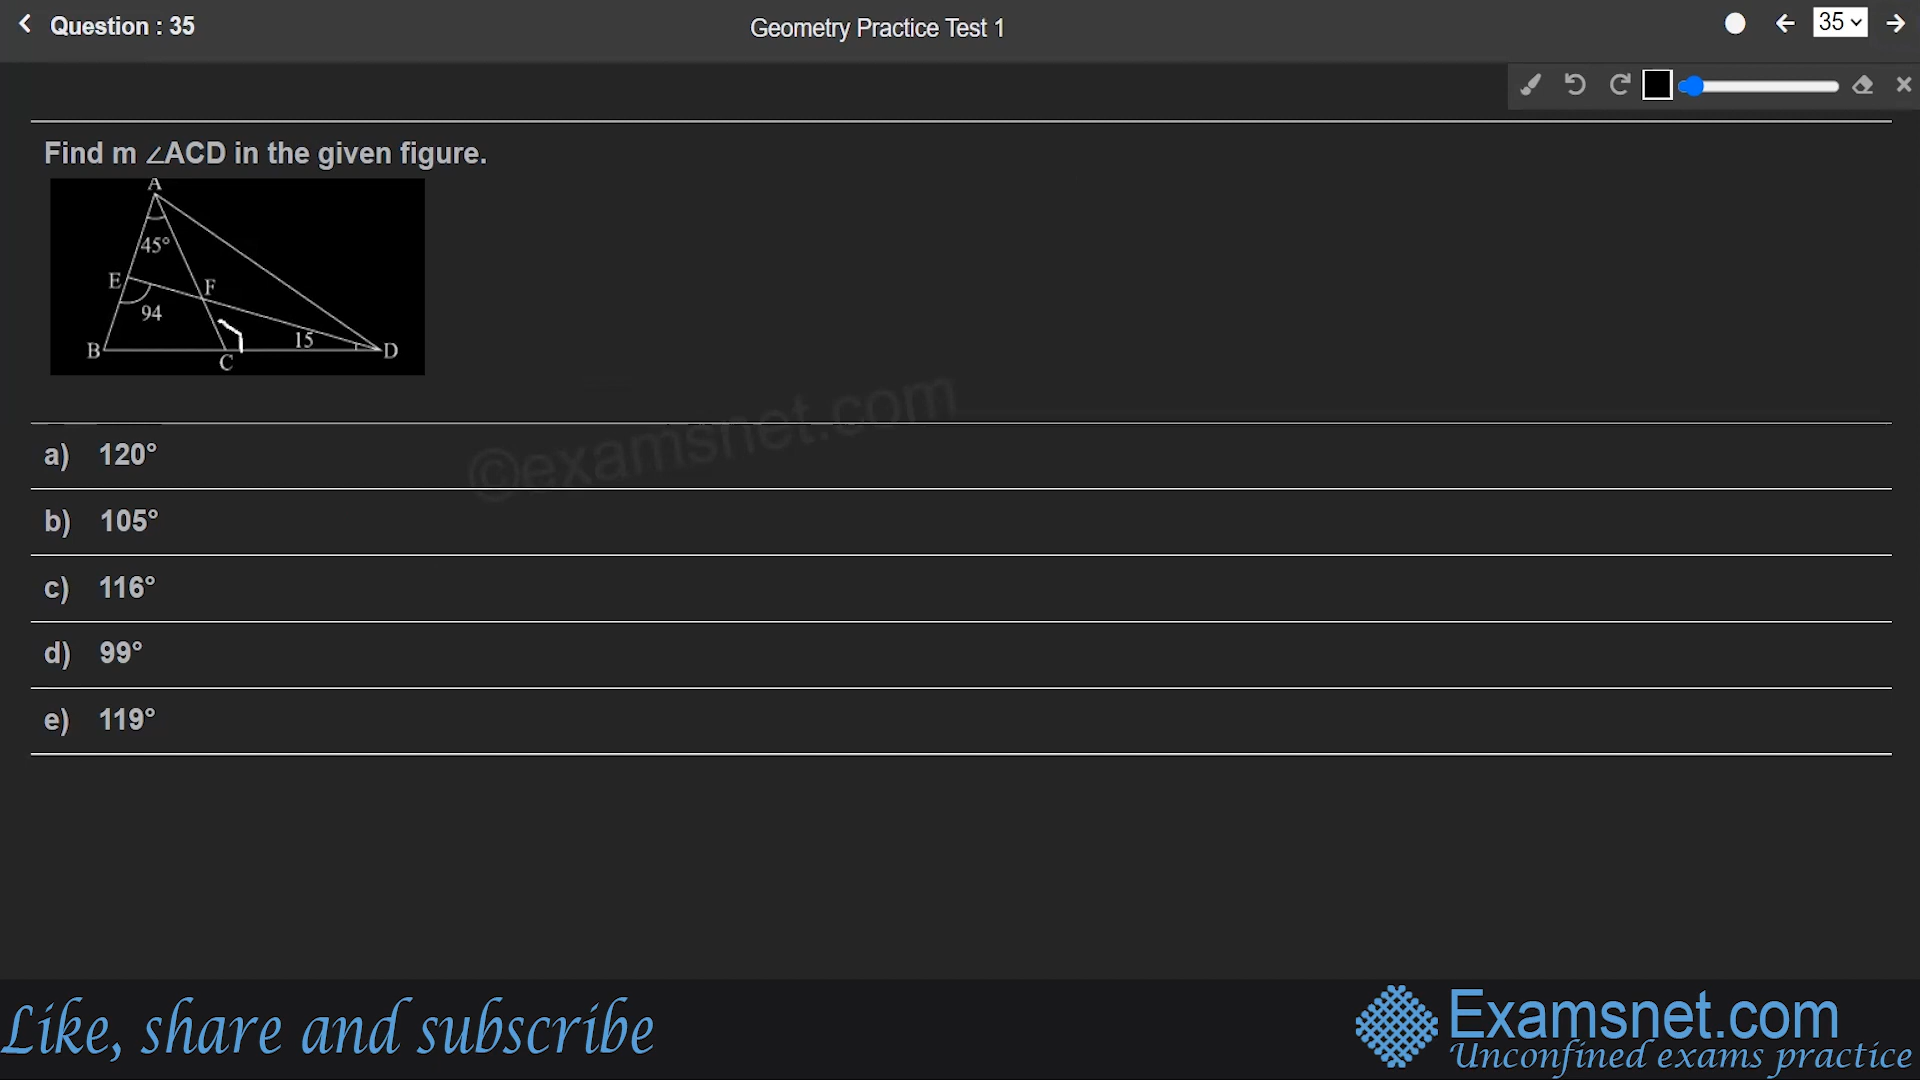 Question : 35
Geometry Practice Test 1
35
Find m ∠ACD in the given figure.
A
45°
E
F
94
15
B
C
D
©examsnet.com
a) 120°
b) 105°
c) 116°
d) 99°
e) 119°
Like, share and subscribe
Examsnet.com
Unconfined exams practice